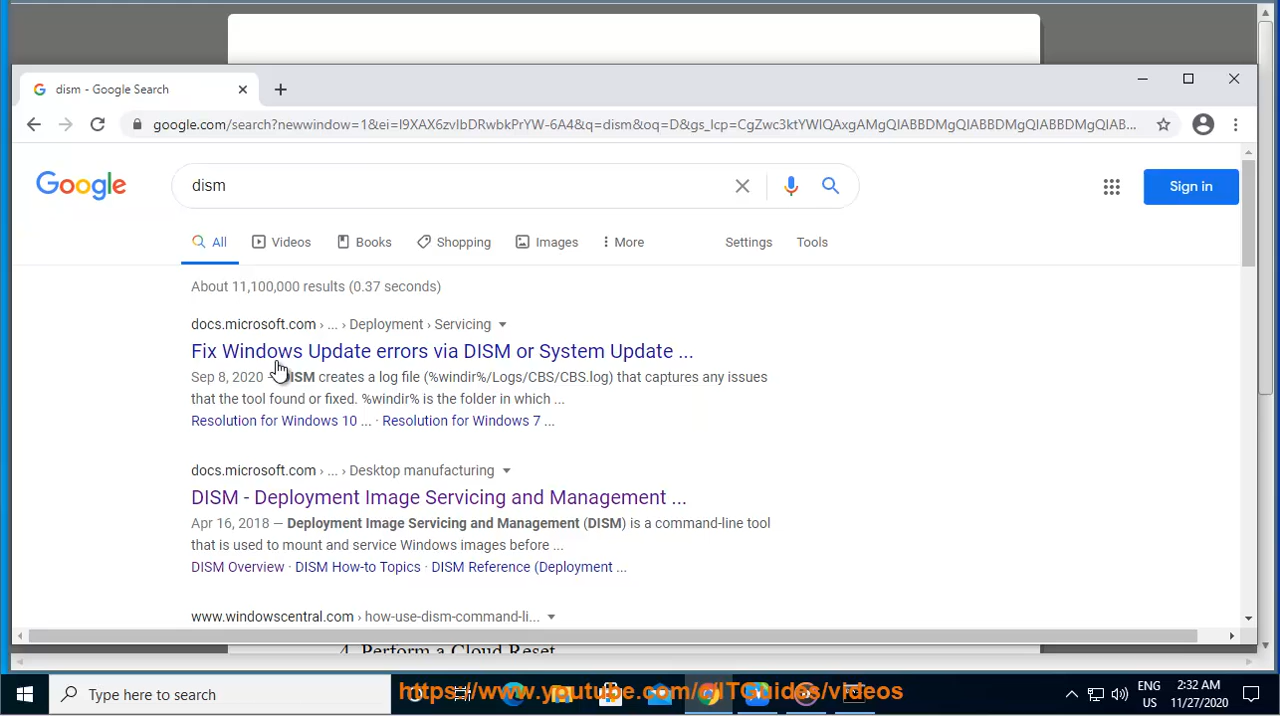 dism - Google Search
google.com/search?newwindow=1&ei=I9XAX6zvIbDRwbkPrYW-6A4&q=dism&oq=D&gs_lcp=CgZwc3ktYWIQAxgAMgQIABBDMgQIABBDMgQIABBDMgQIAB...
Google
dism
Sign in
All
Videos
Books
Shopping
Images
More
Settings
Tools
About 11,100,000 results (0.37 seconds)
docs.microsoft.com › ... › Deployment › Servicing
Fix Windows Update errors via DISM or System Update ...
Sep 8, 2020 — DISM creates a log file (%windir%/Logs/CBS/CBS.log) that captures any issues
that the tool found or fixed. %windir% is the folder in which ...
Resolution for Windows 10 ... · Resolution for Windows 7 ...
docs.microsoft.com › ... › Desktop manufacturing
DISM - Deployment Image Servicing and Management ...
Apr 16, 2018 — Deployment Image Servicing and Management (DISM) is a command-line tool
that is used to mount and service Windows images before ...
DISM Overview · DISM How-to Topics · DISM Reference (Deployment ...
www.windowscentral.com › how-use-dism-command-li...
4. Perform a Cloud Reset
Type here to search
https://www.youtube.com/@ITGuides/videos
ENG
US
2:32 AM
11/27/2020